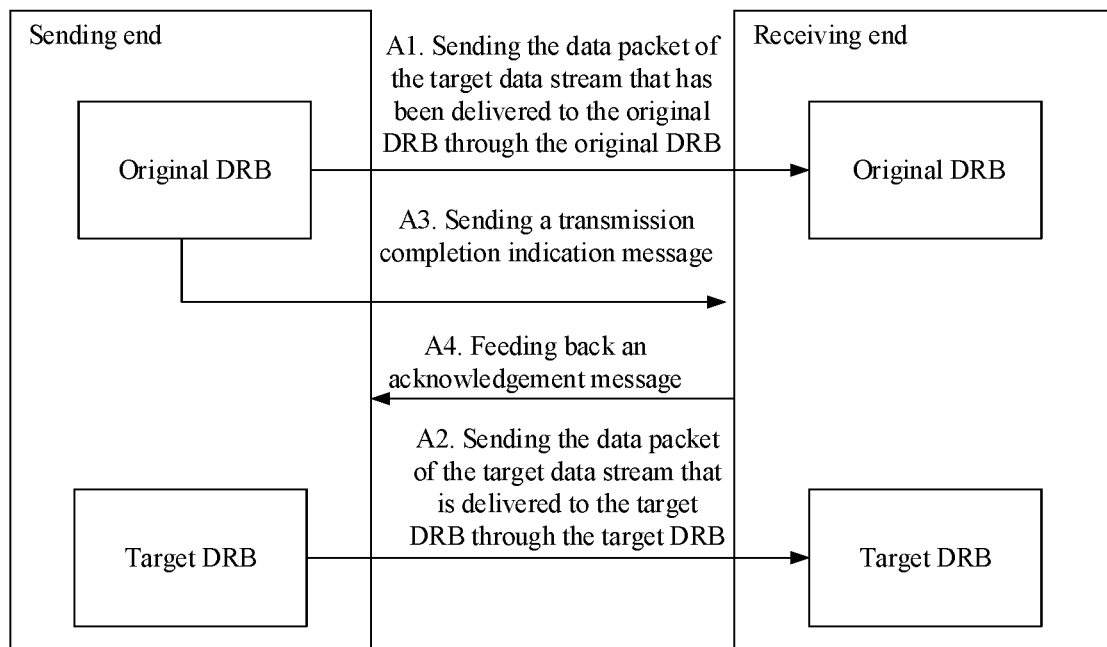 Sending end
Receiving end
A1. Sending the data packet of
the target data stream that has
been delivered to the original
DRB through the original DRB
Original DRB
Original DRB
A3. Sending a transmission
completion indication message
A4. Feeding back an
acknowledgement message
A2. Sending the data packet
of the target data stream that
is delivered to the target
DRB through the target DRB
Target DRB
Target DRB